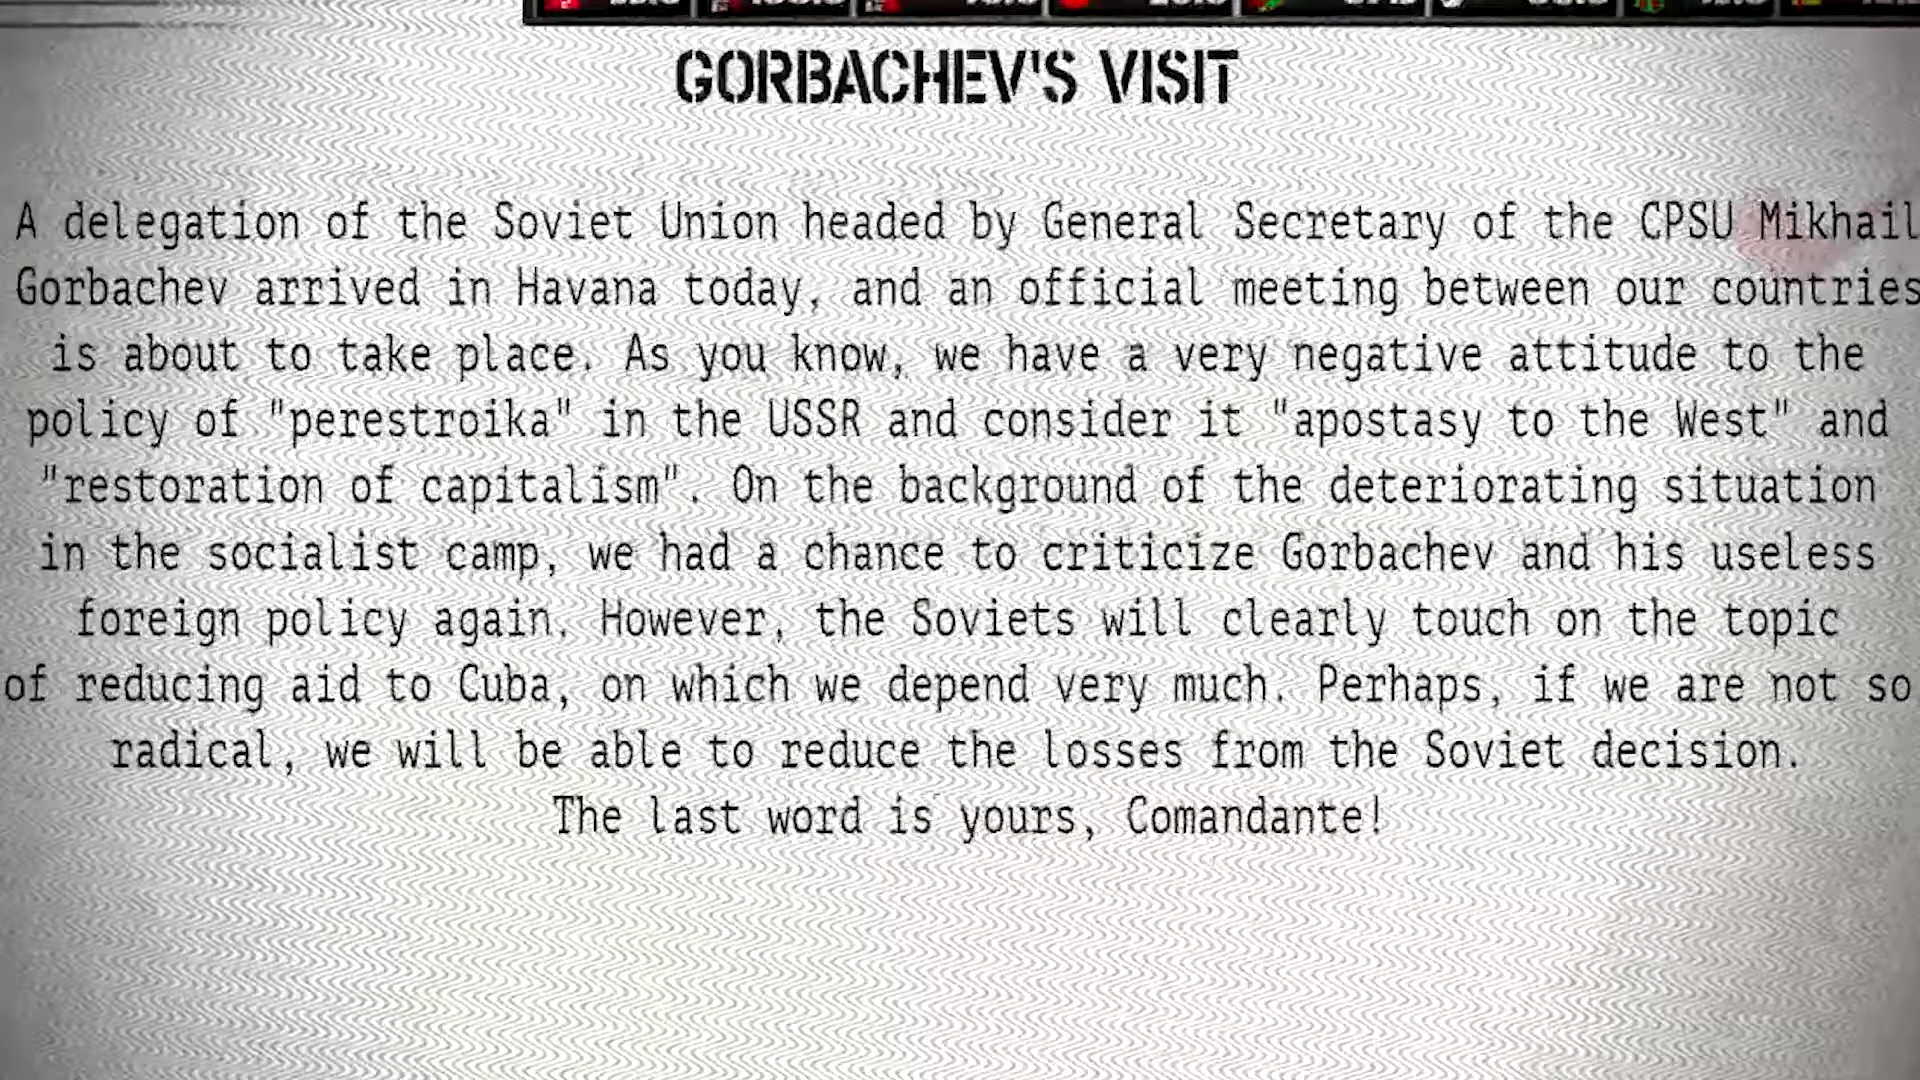 GORBACHEV'S VISIT
A delegation of the Soviet Union headed by General Secretary of the CPSU Mikhail
Gorbachev arrived in Havana today, and an official meeting between our countries
is about to take place. As you know, we have a very negative attitude to the
policy of "perestroika" in the USSR and consider it "apostasy to the West" and
"restoration of capitalism". On the background of the deteriorating situation
in the socialist camp, we had a chance to criticize Gorbachev and his useless
foreign policy again. However, the Soviets will clearly touch on the topic
of reducing aid to Cuba, on which we depend very much. Perhaps, if we are not so
radical, we will be able to reduce the losses from the Soviet decision.
The last word is yours, Comandante!